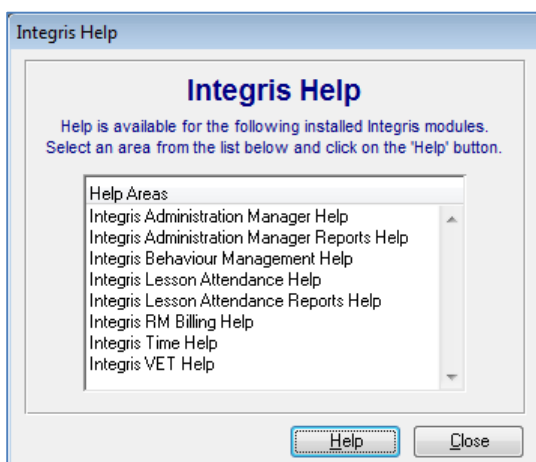 Integris Help
Integris Help
Help is available for the following installed Integris modules.
Select an area from the list below and click on the 'Help' button.
Help Areas
Integris Administration Manager Help
Integris Administration Manager Reports Help
Integris Behaviour Management Help
Integris Lesson Attendance Help
Integris Lesson Attendance Reports Help
Integris RM Billing Help
Integris Time Help
Integris VET Help
Help
Close